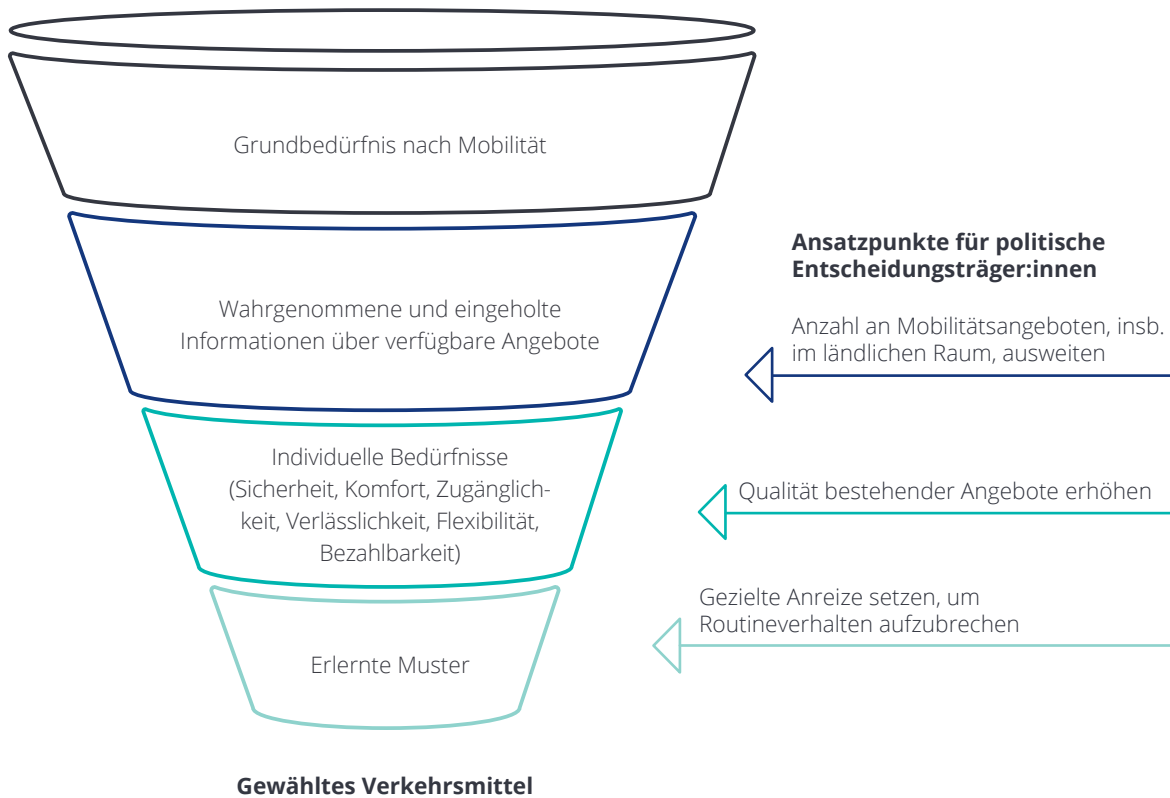 Grundbedürfnis nach Mobilität
Wahrgenommene und eingeholte
Informationen über verfügbare Angebote
Individuelle Bedürfnisse
(Sicherheit, Komfort, Zugänglich-
keit, Verlässlichkeit, Flexibilität,
Bezahlbarkeit)
Erlernte Muster
Gewähltes Verkehrsmittel
Ansatzpunkte für politische
Entscheidungsträger:innen
Anzahl an Mobilitätsangeboten, insb.
im ländlichen Raum, ausweiten
Qualität bestehender Angebote erhöhen
Gezielte Anreize setzen, um
Routineverhalten aufzubrechen